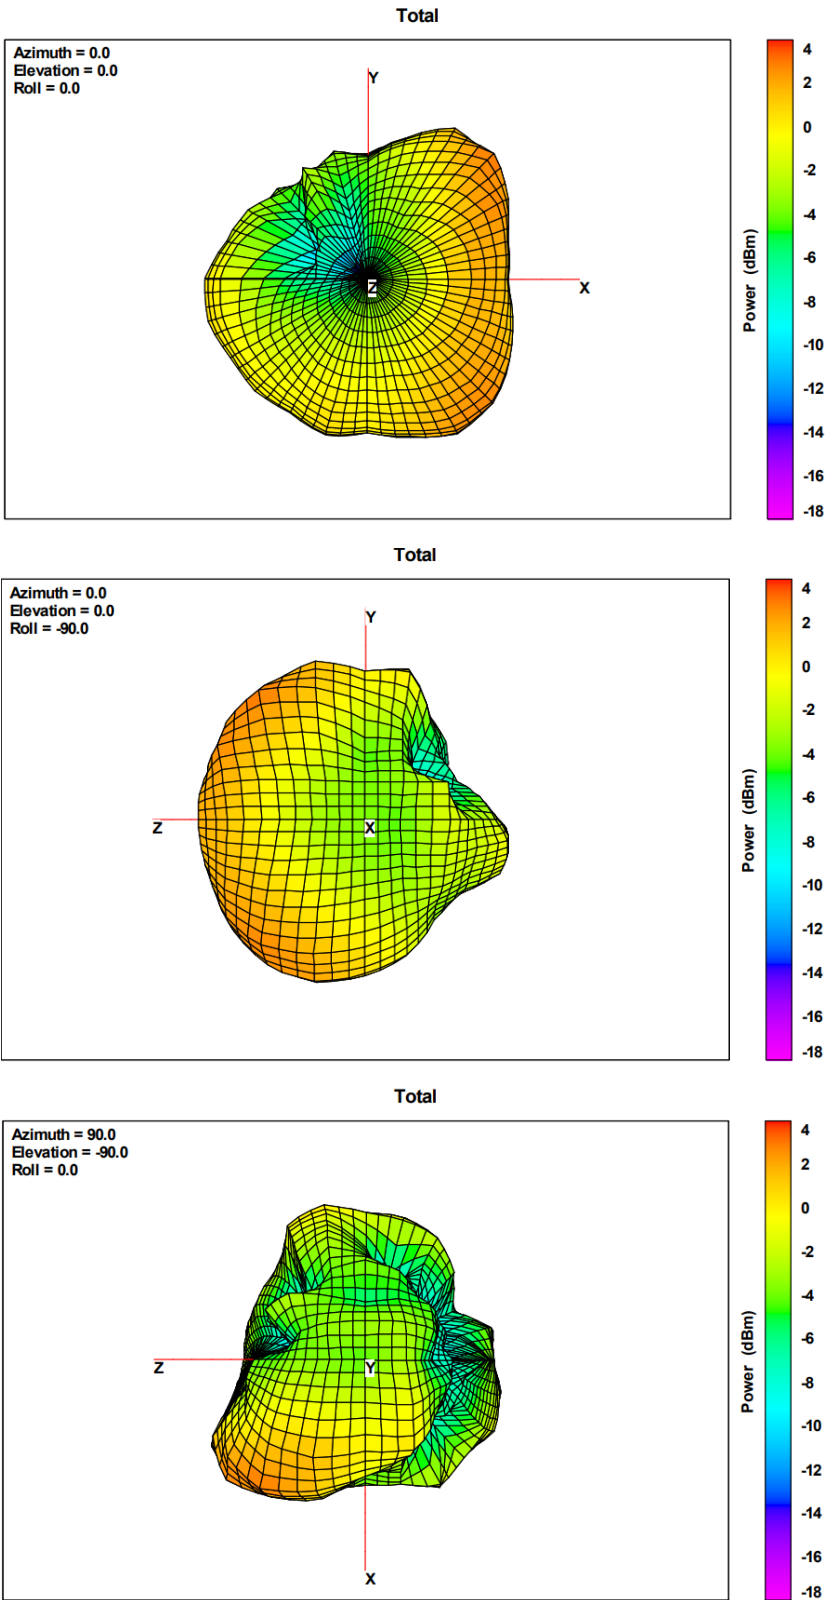 Total
Azimuth = 0.0
Elevation = 0.0
Roll = 0.0
Y
Z
X
4
2
0
-2
-4
-6
-8
-10
-12
-14
-16
-18
Power (dBm)
Total
Azimuth = 0.0
Elevation = 0.0
Roll = -90.0
Y
Z
X
4
2
0
-2
-4
-6
-8
-10
-12
-14
-16
-18
Power (dBm)
Total
Azimuth = 90.0
Elevation = -90.0
Roll = 0.0
Z
Y
X
4
2
0
-2
-4
-6
-8
-10
-12
-14
-16
-18
Power (dBm)